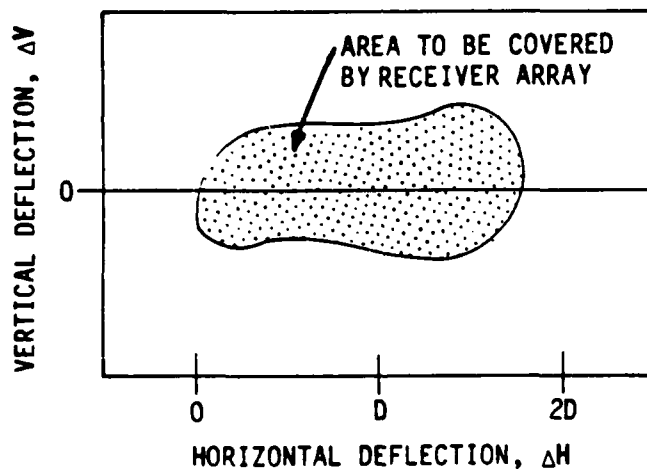 AREA TO BE COVERED
BY RECEIVER ARRAY
VERTICAL DEFLECTION, ΔV
0
0
D
2D
HORIZONTAL DEFLECTION, ΔH